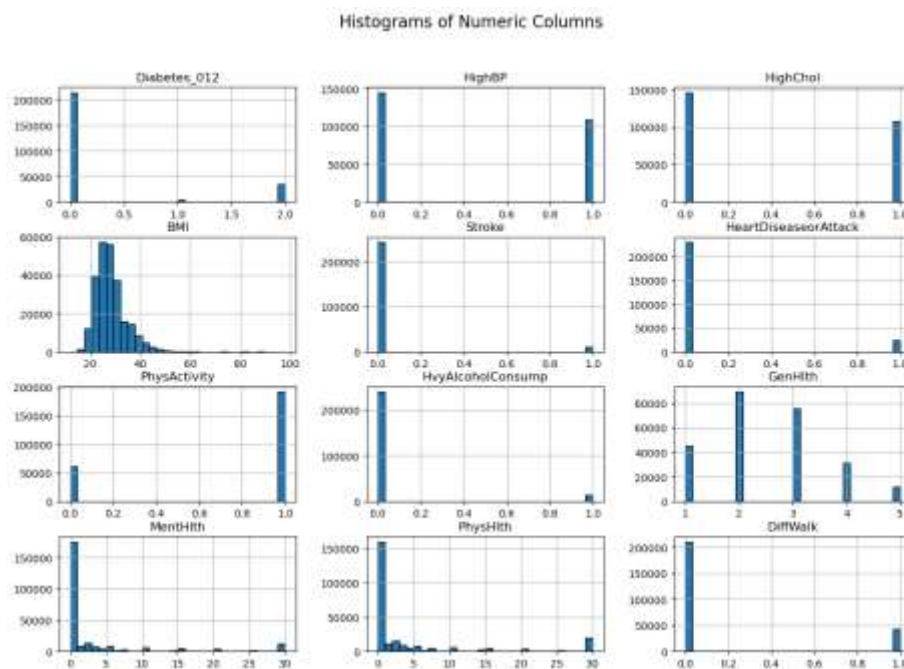 Histograms of Numeric Columns
Diabetes_012 HighBP HighChol
200000 150000 150000
150000 100000 100000
100000 50000 50000
50000
0 0 0
0.0 0.5 1.0 1.5 2.0 0.0 0.2 0.4 0.6 0.8 1.0 0.0 0.2 0.4 0.6 0.8 1.0
BMI Stroke HeartDiseaseorAttack
60000 200000 200000
40000 100000 150000
20000 100000
50000
0 0 0
20 40 60 80 100 0.0 0.2 0.4 0.6 0.8 1.0 0.0 0.2 0.4 0.6 0.8 1.0
PhysActivity HvyAlcoholConsump GenHlth
200000 200000 80000
150000 60000
100000 100000 40000
50000 20000
0 0 0
0.0 0.2 0.4 0.6 0.8 1.0 0.0 0.2 0.4 0.6 0.8 1.0 1 2 3 4 5
MentHlth PhysHlth DiffWalk
150000 150000 200000
100000 100000 150000
50000 50000 100000
50000
0 0 0
0 5 10 15 20 25 30 0 5 10 15 20 25 30 0.0 0.2 0.4 0.6 0.8 1.0